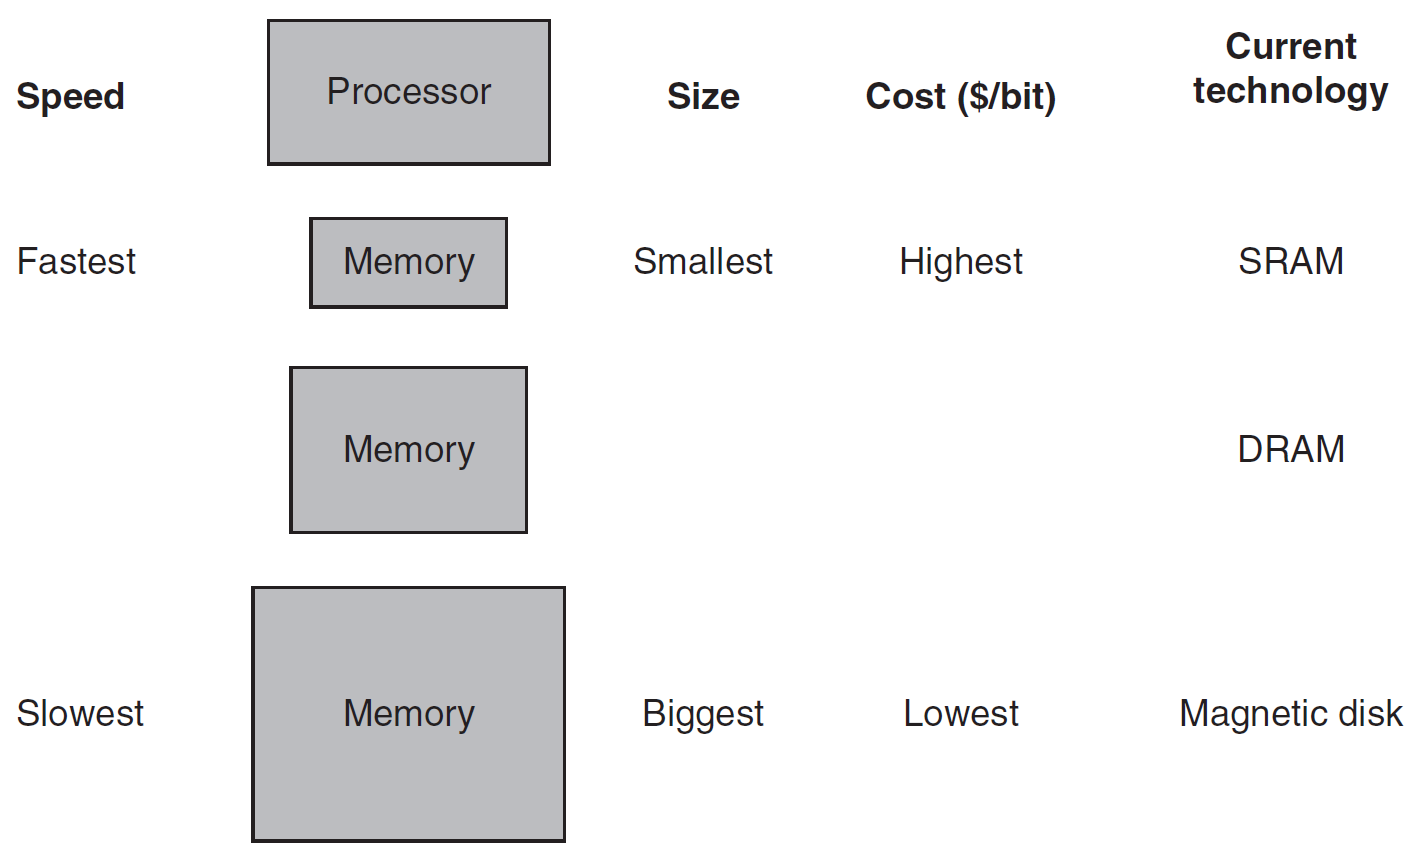 Speed Processor Size Cost ($/bit) Current
technology
Fastest Memory Smallest Highest SRAM
Memory DRAM
Slowest Memory Biggest Lowest Magnetic disk